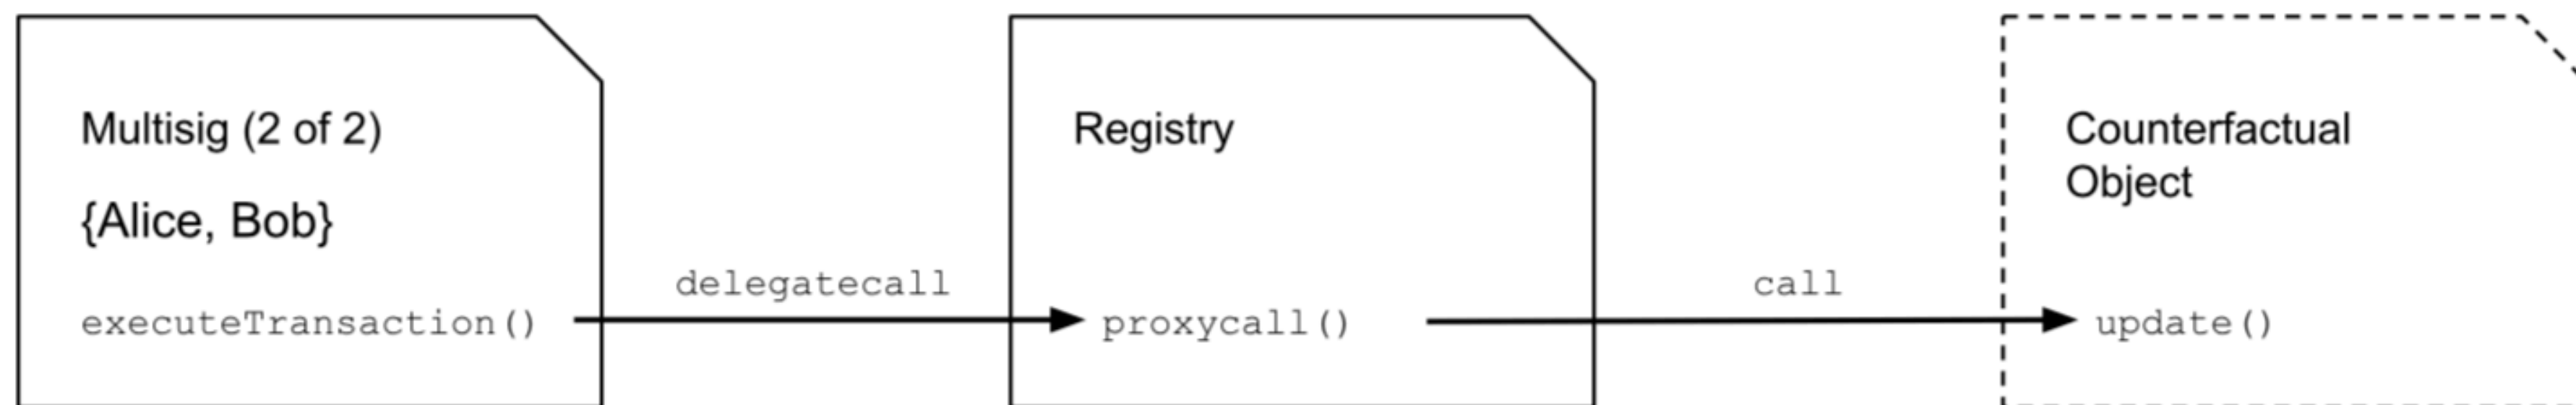 Multisig (2 of 2)
{Alice, Bob}
executeTransaction()
delegatecall
Registry
proxycall()
call
Counterfactual
Object
update()